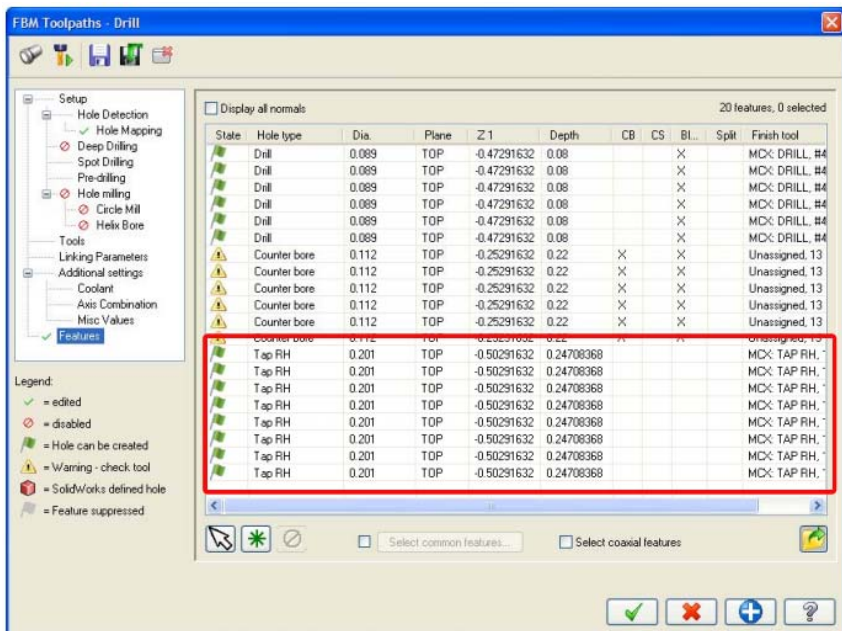 FBM Toolpaths - Drill
Setup
Hole Detection
Hole Mapping
Deep Drilling
Spot Drilling
Pre-drilling
Hole milling
Circle Mill
Helix Bore
Tools
Linking Parameters
Additional settings
Coolant
Axis Combination
Misc Values
Features
Legend:
= edited
= disabled
= Hole can be created
= Warning - check tool
= SolidWorks defined hole
= Feature suppressed
Display all normals 20 features, 0 selected
State Hole type Dia. Plane Z 1 Depth CB CS Bl... Split Finish tool
Drill 0.089 TOP -0.47291632 0.08 X MCX: DRILL, #4
Drill 0.089 TOP -0.47291632 0.08 X MCX: DRILL, #4
Drill 0.089 TOP -0.47291632 0.08 X MCX: DRILL, #4
Drill 0.089 TOP -0.47291632 0.08 X MCX: DRILL, #4
Drill 0.089 TOP -0.47291632 0.08 X MCX: DRILL, #4
Drill 0.089 TOP -0.47291632 0.08 X MCX: DRILL, #4
Counter bore 0.112 TOP -0.25291632 0.22 X X Unassigned, 13
Counter bore 0.112 TOP -0.25291632 0.22 X X Unassigned, 13
Counter bore 0.112 TOP -0.25291632 0.22 X X Unassigned, 13
Counter bore 0.112 TOP -0.25291632 0.22 X X Unassigned, 13
Counter bore 0.112 TOP -0.25291632 0.22 X X Unassigned, 13
Counter bore 0.112 TOP -0.25291632 0.22 X X Unassigned, 13
Tap RH 0.201 TOP -0.50291632 0.24708368 MCX: TAP RH,
Tap RH 0.201 TOP -0.50291632 0.24708368 MCX: TAP RH,
Tap RH 0.201 TOP -0.50291632 0.24708368 MCX: TAP RH,
Tap RH 0.201 TOP -0.50291632 0.24708368 MCX: TAP RH,
Tap RH 0.201 TOP -0.50291632 0.24708368 MCX: TAP RH,
Tap RH 0.201 TOP -0.50291632 0.24708368 MCX: TAP RH,
Tap RH 0.201 TOP -0.50291632 0.24708368 MCX: TAP RH,
Tap RH 0.201 TOP -0.50291632 0.24708368 MCX: TAP RH,
Select common features... Select coaxial features